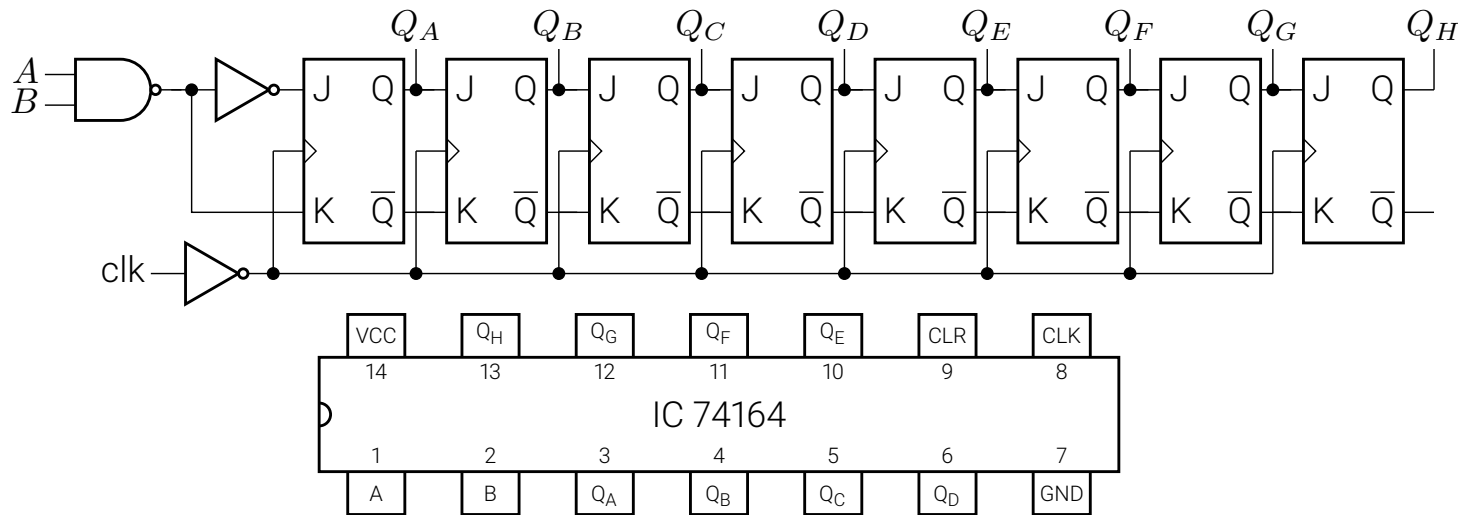 Q_A Q_B Q_C Q_D Q_E Q_F Q_G Q_H
A
B
J Q J Q J Q J Q J Q J Q J Q J Q
K Q̅ K Q̅ K Q̅ K Q̅ K Q̅ K Q̅ K Q̅ K Q̅
clk
VCC Q_H Q_G Q_F Q_E CLR CLK
14 13 12 11 10 9 8
IC 74164
1 2 3 4 5 6 7
A B Q_A Q_B Q_C Q_D GND